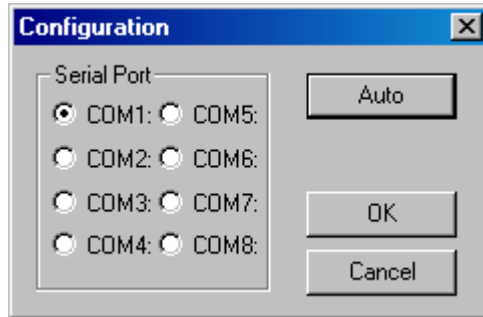 Configuration
Serial Port
COM1: COM5:
COM2: COM6:
COM3: COM7:
COM4: COM8:
Auto
OK
Cancel